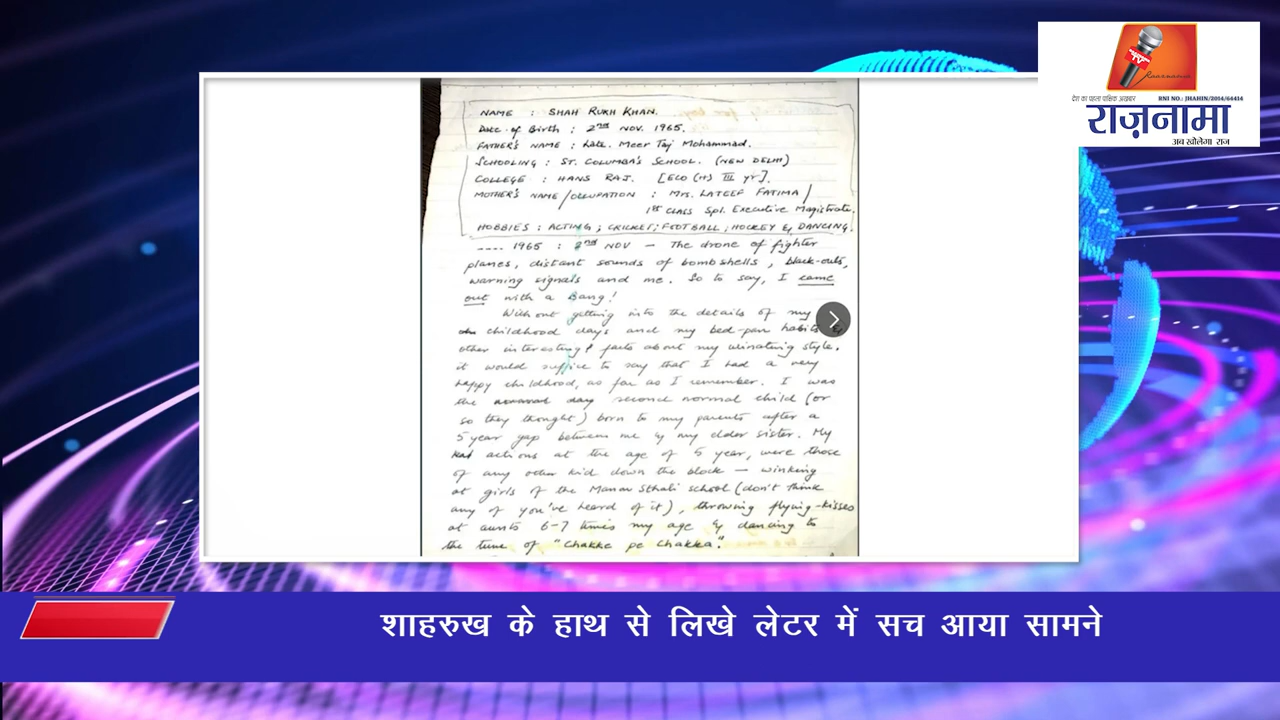 Raaznama
देश का पहला पाक्षिक अखबार
RNI NO.: JHAHIN/2014/64414
राज़नामा
अब खोलेगा राज
NAME : SHAH RUKH KHAN.
Date of Birth : 2nd NOV. 1965.
FATHER'S NAME : Late. Meer Taj Mohammad.
SCHOOLING : ST. COLUMBA'S SCHOOL. (NEW DELHI)
COLLEGE : HANS RAJ. [ECO (H) III yr].
MOTHER'S NAME/OCCUPATION : Mrs. LATEEF FATIMA/
1st CLASS Spl. Executive Magistrate.
HOBBIES : ACTING ; CRICKET ; FOOTBALL ; HOCKEY & DANCING.
---- 1965 : 2nd NOV — The drone of fighter
planes, distant sounds of bombshells, black-outs,
warning signals and me. So to say, I came
out with a Bang!
Without getting into the details of my
childhood days and my bed-pan habits &
other interesting? facts about my urinating style.
it would suffice to say that I had a very
happy childhood, as far as I remember. I was
the second normal child (or
so they thought) born to my parents after a
5 year gap between me & my elder sister. My
actions at the age of 5 year, were those
of any other kid down the block — winking
at girls of the Manav Sthali school (don't think
any of you've heard of it), throwing flying-kisses
at aunts 6-7 times my age & dancing to
the tune of "Chakke pe Chakka".
शाहरुख के हाथ से लिखे लेटर में सच आया सामने